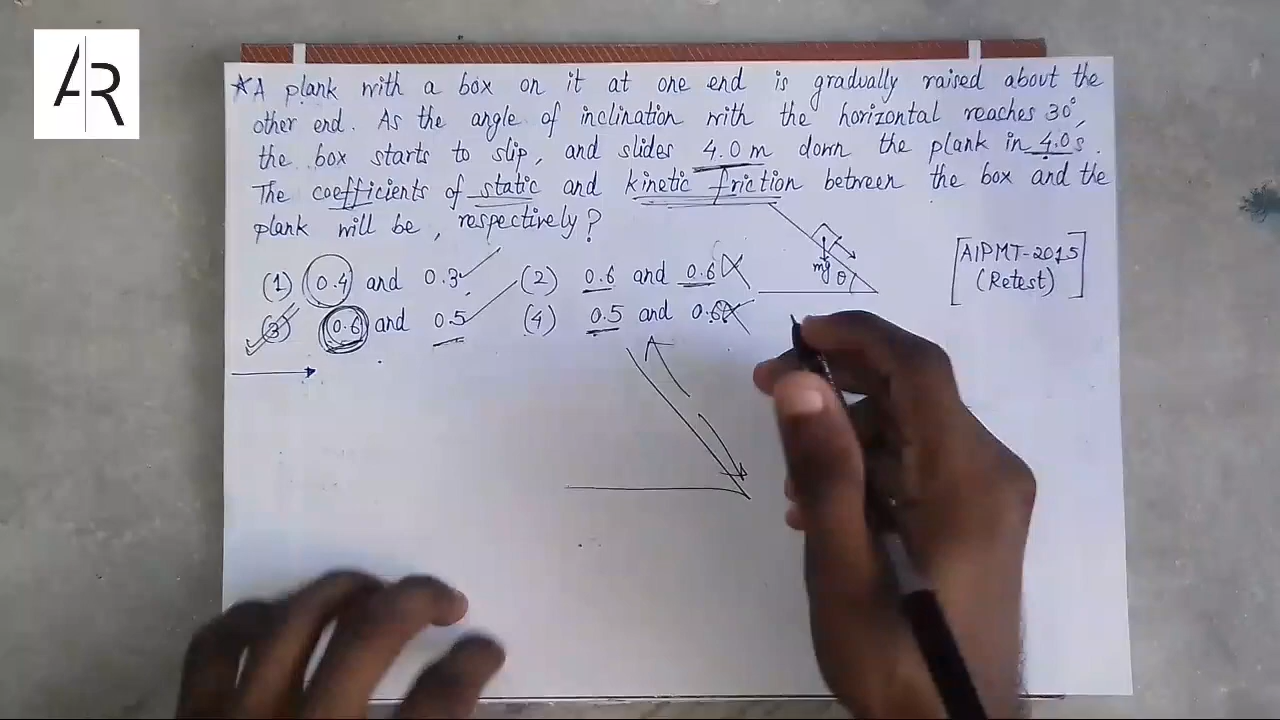 AR
*A plank with a box on it at one end is gradually raised about the
other end. As the angle of inclination with the horizontal reaches 30°,
the box starts to slip, and slides 4.0 m down the plank in 4.0s.
The coefficients of static and kinetic friction between the box and the
plank will be, respectively?
(1) 0.4 and 0.3 (2) 0.6 and 0.6
(3) 0.6 and 0.5 (4) 0.5 and 0.6
mg θ
[AIPMT-2015
(Retest)]